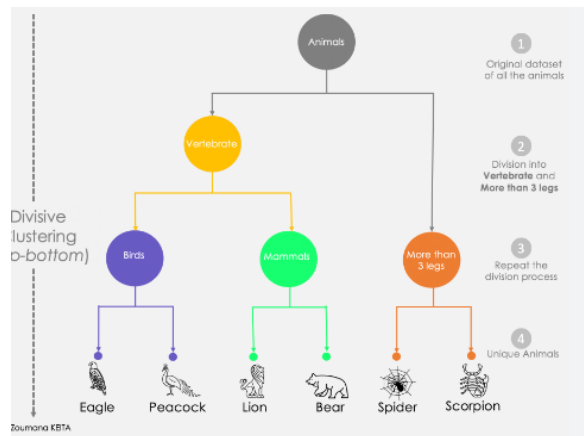 Animals
1
Original dataset
of all the animals
Vertebrate
2
Division into
Vertebrate and
More than 3 legs
Divisive
Clustering
o-bottom)
Birds
Mammals
More than
3 legs
3
Repeat the
division process
4
Unique Animals
Eagle
Peacock
Lion
Bear
Spider
Scorpion
Zoumana KEITA